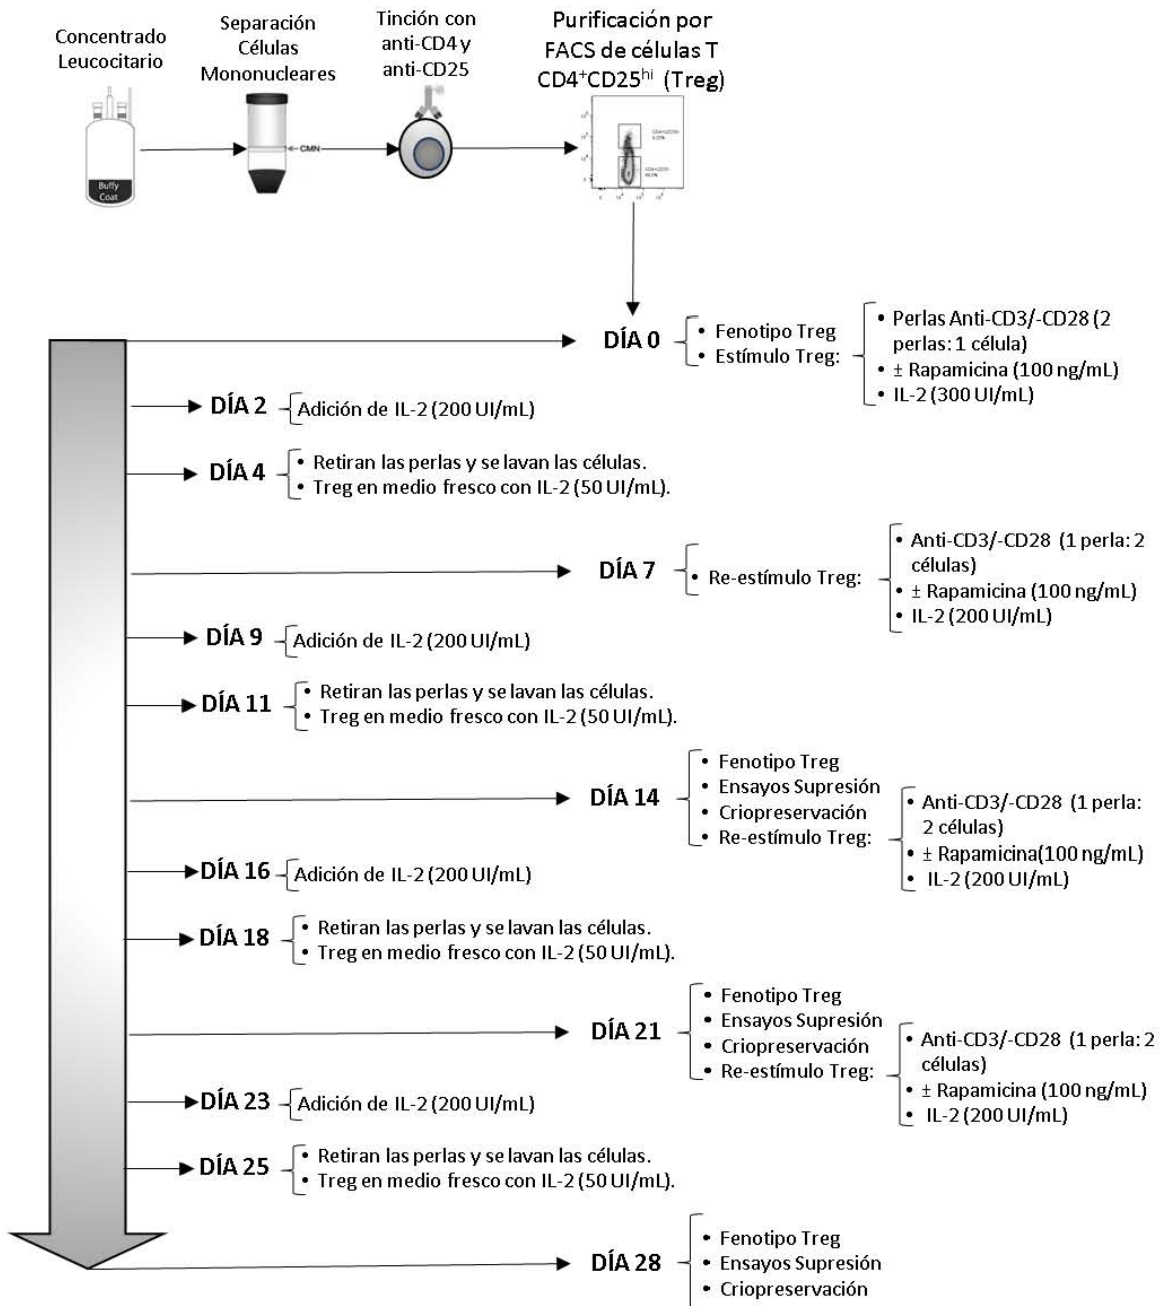 Concentrado
Leucocitario
Separación
Células
Mononucleares
Tinción con
anti-CD4 y
anti-CD25
Purificación por
FACS de células T
CD4⁺CD25ʰⁱ (Treg)
Buffy
Coat
CMN
DÍA 0
• Fenotipo Treg
• Estímulo Treg:
• Perlas Anti-CD3/-CD28 (2
perlas: 1 célula)
• ± Rapamicina (100 ng/mL)
• IL-2 (300 UI/mL)
DÍA 2
Adición de IL-2 (200 UI/mL)
DÍA 4
• Retiran las perlas y se lavan las células.
• Treg en medio fresco con IL-2 (50 UI/mL).
DÍA 7
• Re-estímulo Treg:
• Anti-CD3/-CD28 (1 perla: 2
células)
• ± Rapamicina (100 ng/mL)
• IL-2 (200 UI/mL)
DÍA 9
Adición de IL-2 (200 UI/mL)
DÍA 11
• Retiran las perlas y se lavan las células.
• Treg en medio fresco con IL-2 (50 UI/mL).
DÍA 14
• Fenotipo Treg
• Ensayos Supresión
• Criopreservación
• Re-estímulo Treg:
• Anti-CD3/-CD28 (1 perla:
2 células)
• ± Rapamicina(100 ng/mL)
• IL-2 (200 UI/mL)
DÍA 16
Adición de IL-2 (200 UI/mL)
DÍA 18
• Retiran las perlas y se lavan las células.
• Treg en medio fresco con IL-2 (50 UI/mL).
DÍA 21
• Fenotipo Treg
• Ensayos Supresión
• Criopreservación
• Re-estímulo Treg:
• Anti-CD3/-CD28 (1 perla: 2
células)
• ± Rapamicina (100 ng/mL)
• IL-2 (200 UI/mL)
DÍA 23
Adición de IL-2 (200 UI/mL)
DÍA 25
• Retiran las perlas y se lavan las células.
• Treg en medio fresco con IL-2 (50 UI/mL).
DÍA 28
• Fenotipo Treg
• Ensayos Supresión
• Criopreservación